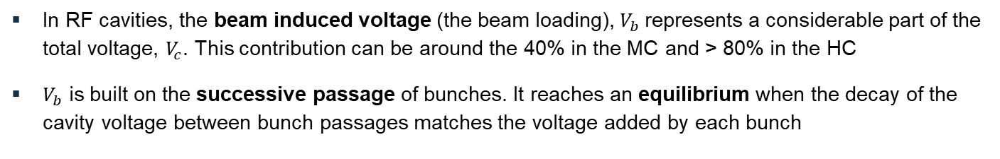 ▪ In RF cavities, the beam induced voltage (the beam loading), V_b represents a considerable part of the
total voltage, V_c. This contribution can be around the 40% in the MC and > 80% in the HC
▪ V_b is built on the successive passage of bunches. It reaches an equilibrium when the decay of the
cavity voltage between bunch passages matches the voltage added by each bunch